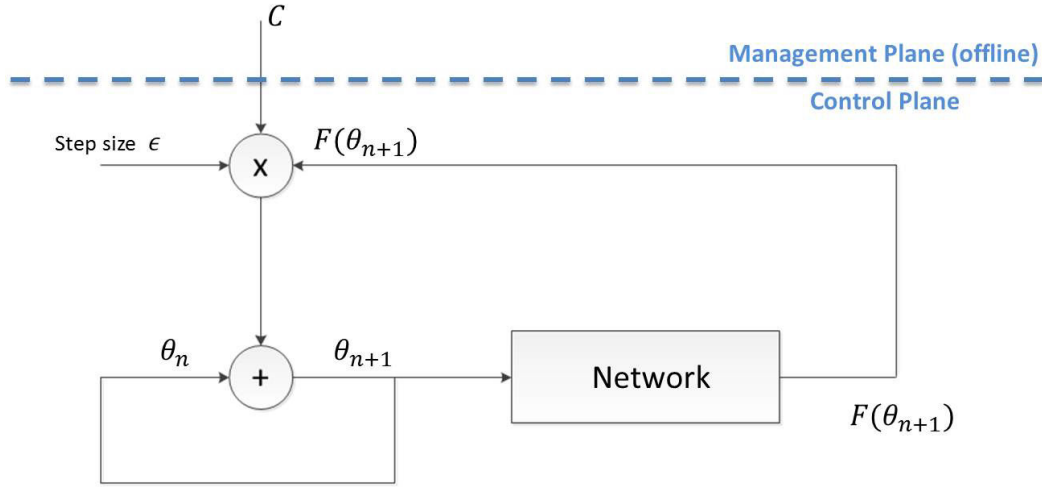 C
Management Plane (offline)
Control Plane
Step size ϵ
F(θₙ₊₁)
X
θₙ
+
θₙ₊₁
Network
F(θₙ₊₁)